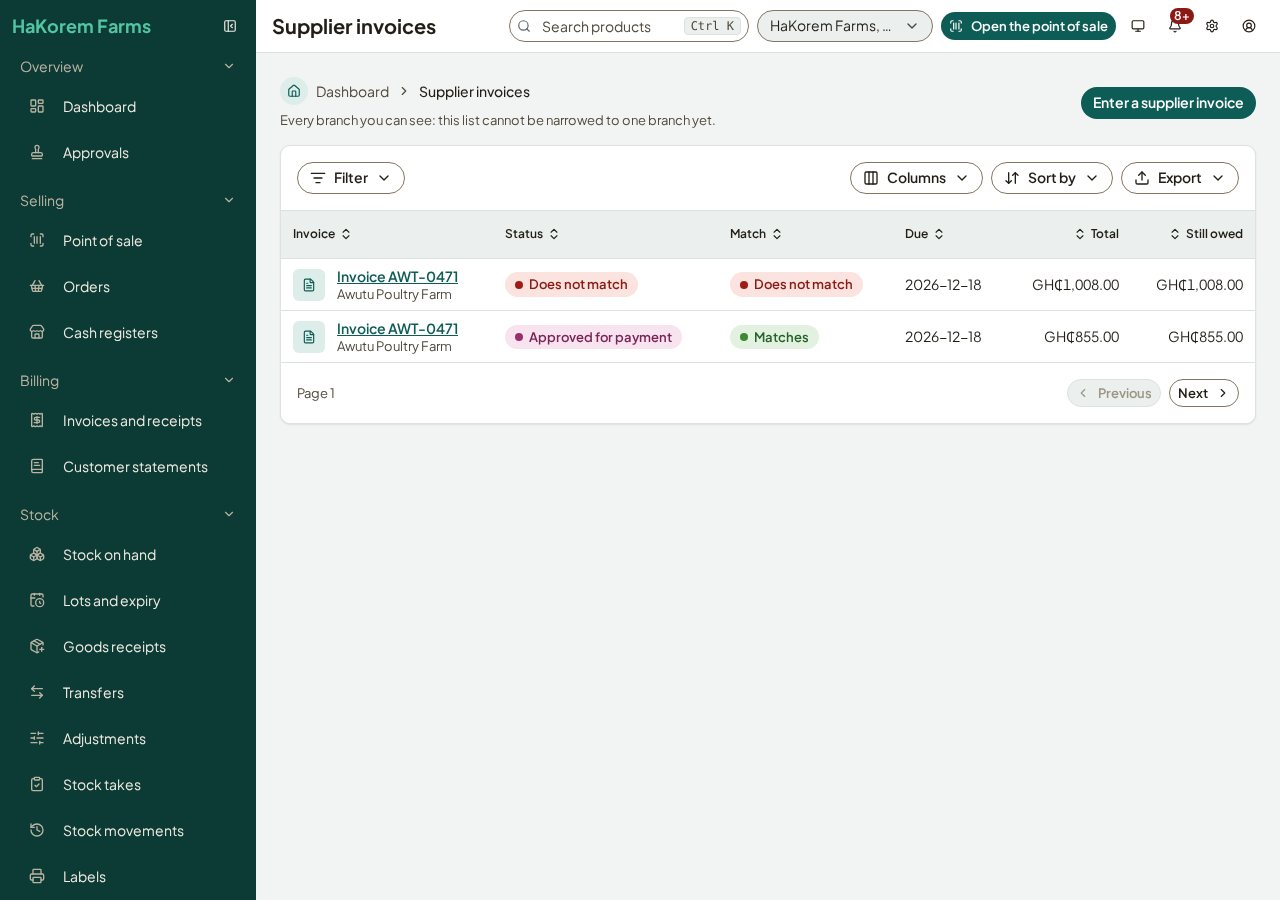 HaKorem Farms
Overview
Dashboard
Approvals
Selling
Point of sale
Orders
Cash registers
Billing
Invoices and receipts
Customer statements
Stock
Stock on hand
Lots and expiry
Goods receipts
Transfers
Adjustments
Stock takes
Stock movements
Labels
Supplier invoices
Search products Ctrl K
HaKorem Farms, ...
Open the point of sale
8+
Dashboard > Supplier invoices
Every branch you can see: this list cannot be narrowed to one branch yet.
Enter a supplier invoice
Filter Columns Sort by Export
Invoice Status Match Due Total Still owed
Invoice AWT-0471 Does not match Does not match 2026-12-18 GH₵1,008.00 GH₵1,008.00
Awutu Poultry Farm
Invoice AWT-0471 Approved for payment Matches 2026-12-18 GH₵855.00 GH₵855.00
Awutu Poultry Farm
Page 1 Previous Next